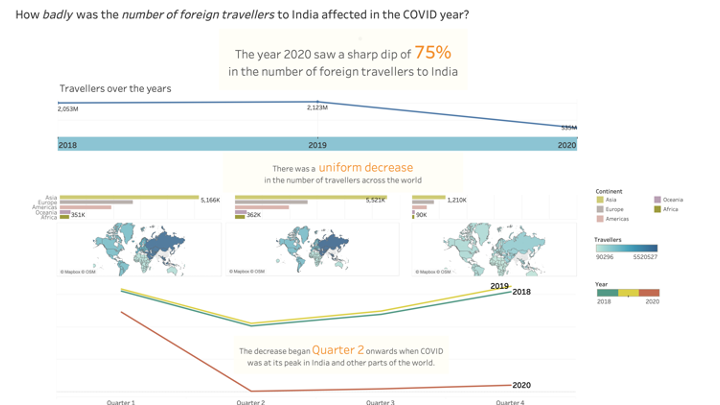 How badly was the number of foreign travellers to India affected in the COVID year?
The year 2020 saw a sharp dip of 75%
in the number of foreign travellers to India
Travellers over the years
2,053M
2,123M
535M
2018 2019 2020
There was a uniform decrease
in the number of travellers across the world
Asia
Europe
Americas
Oceania
Africa
5,166K
351K
5,521K
362K
1,210K
90K
© Mapbox © OSM
© Mapbox © OSM
© Mapbox © OSM
Continent
Asia
Europe
Americas
Oceania
Africa
Travellers
90296 5520527
Year
2018 2020
2019
2018
The decrease began Quarter 2 onwards when COVID
was at its peak in India and other parts of the world.
2020
Quarter 1 Quarter 2 Quarter 3 Quarter 4